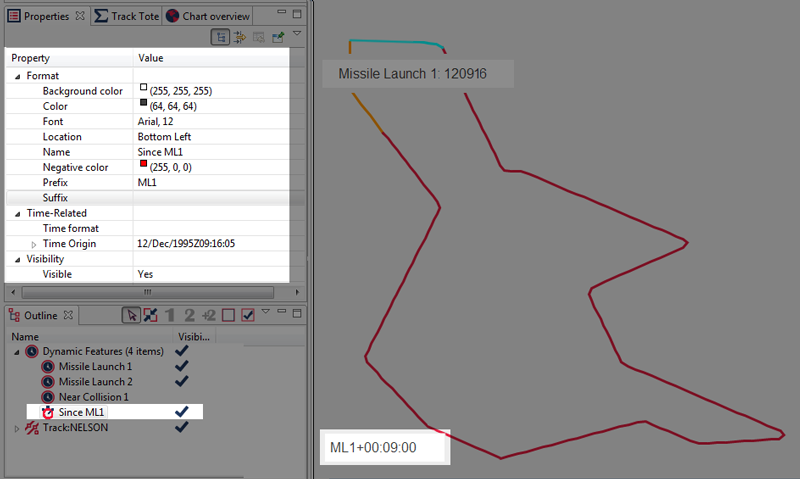 Properties Track Tote Chart overview
Property Value
Format
Background color (255, 255, 255)
Color (64, 64, 64)
Font Arial, 12
Location Bottom Left
Name Since ML1
Negative color (255, 0, 0)
Prefix ML1
Suffix
Time-Related
Time format
Time Origin 12/Dec/1995Z09:16:05
Visibility
Visible Yes
Outline 1 2 +2
Name Visibi...
Dynamic Features (4 items)
Missile Launch 1
Missile Launch 2
Near Collision 1
Since ML1
Track:NELSON
Missile Launch 1: 120916
ML1+00:09:00